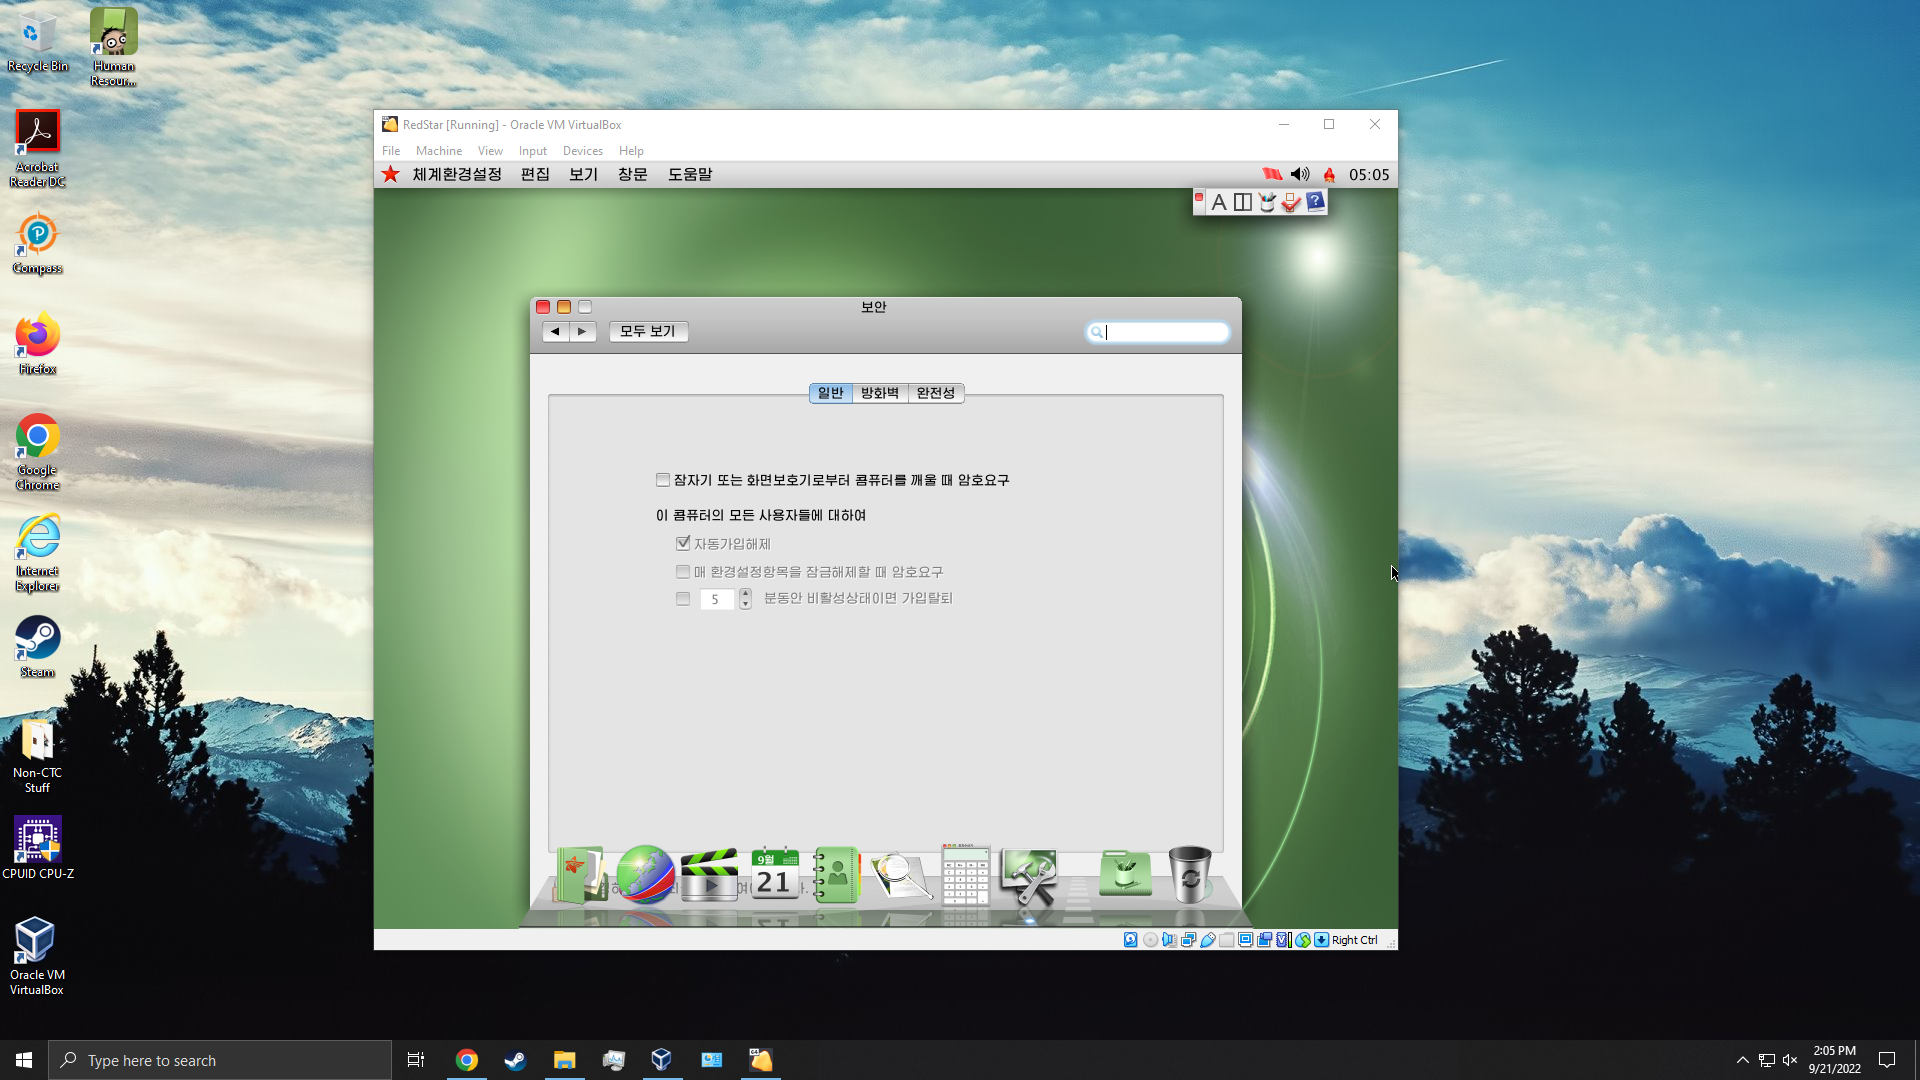 Recycle Bin
Human
Resour...
Acrobat
Reader DC
Compass
Firefox
Google
Chrome
Internet
Explorer
Steam
Non-CTC
Stuff
CPUID CPU-Z
Oracle VM
VirtualBox
RedStar [Running] - Oracle VM VirtualBox
File Machine View Input Devices Help
체계환경설정 편집 보기 창문 도움말 05:05
A
보안
모두 보기
일반 방화벽 완전성
잠자기 또는 화면보호기로부터 콤퓨터를 깨울 때 암호요구
이 콤퓨터의 모든 사용자들에 대하여
자동가입해제
매 환경설정항목을 잠금해제할 때 암호요구
5 분동안 비활성상태이면 가입탈퇴
9월
21
Right Ctrl
Type here to search
2:05 PM
9/21/2022